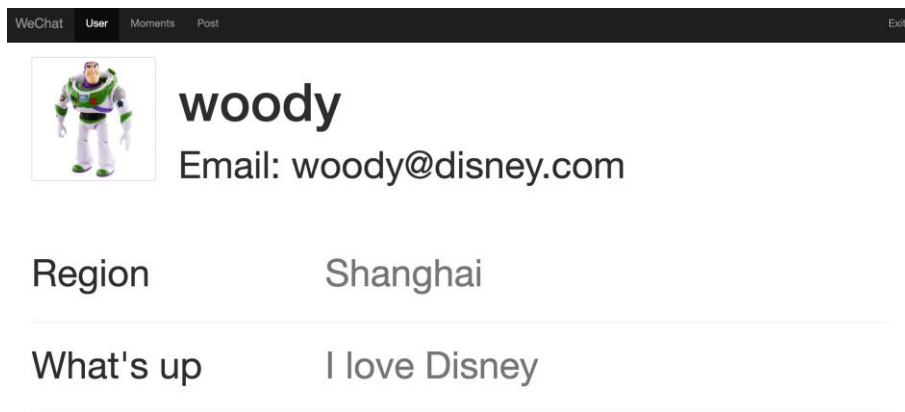 WeChat User Moments Post Exit
woody
Email: woody@disney.com
Region Shanghai
What's up I love Disney